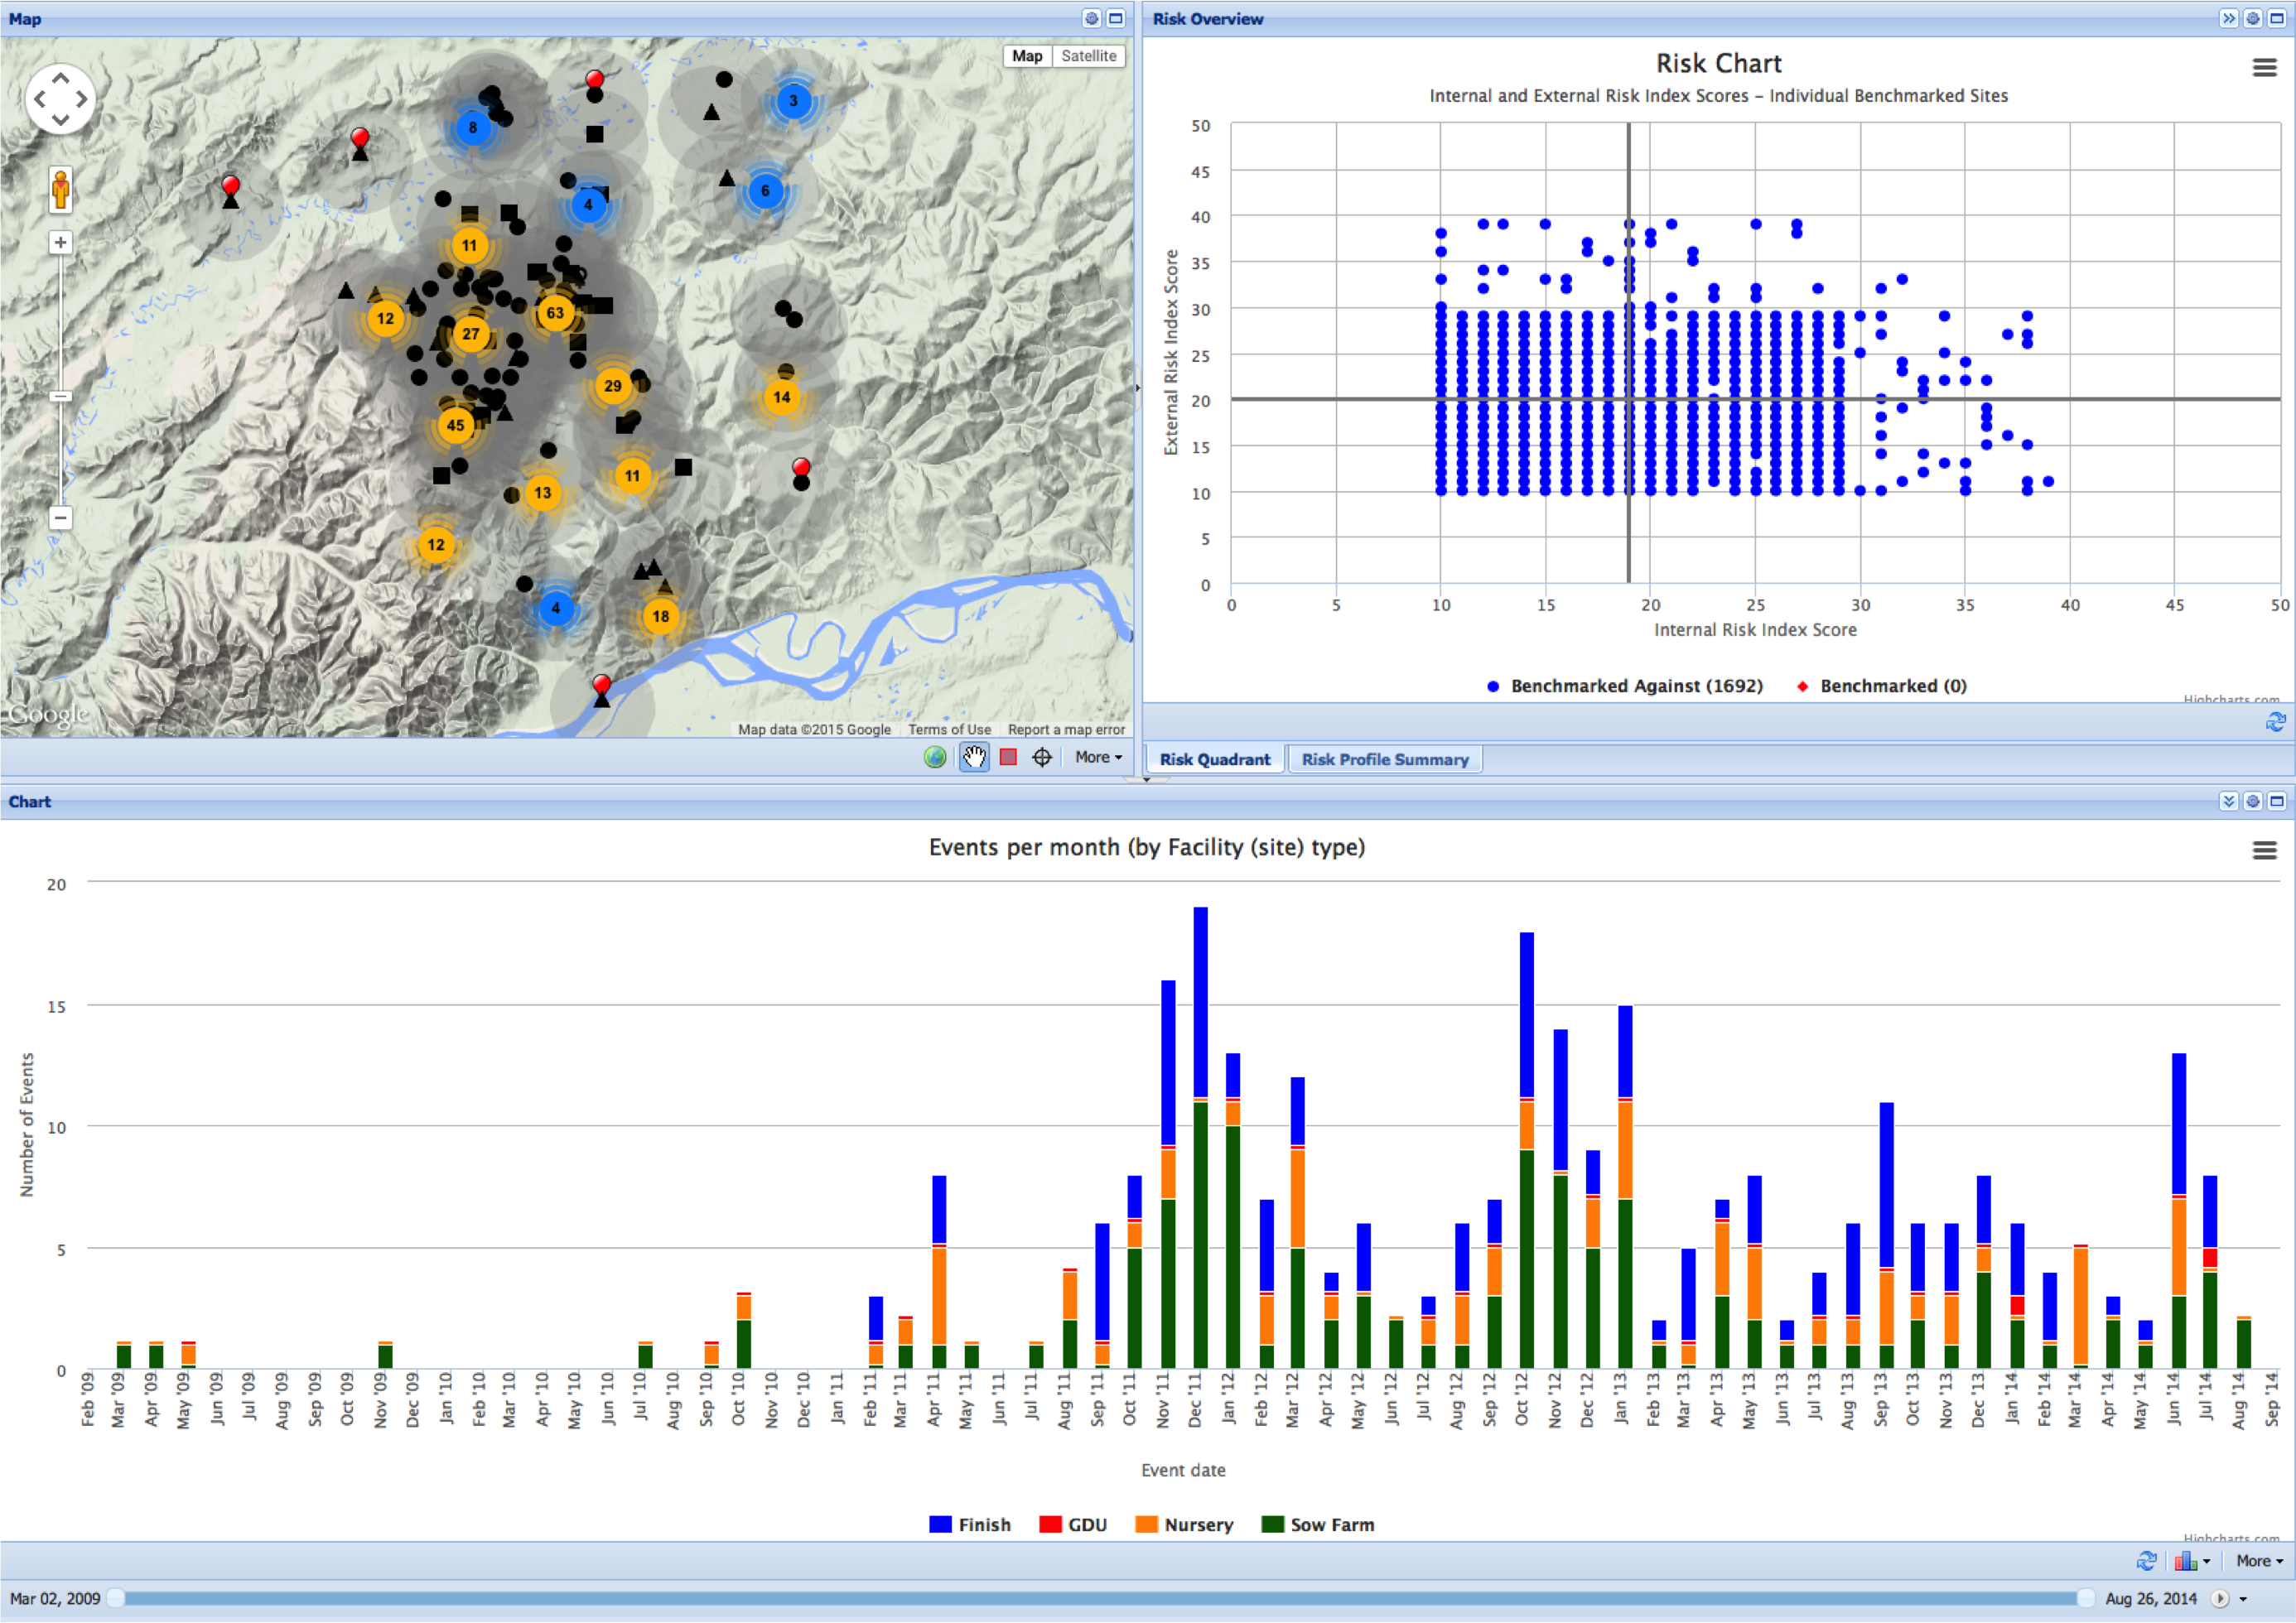 Map
Map Satellite
3
8
6
4
11
12
27
63
29
14
45
11
13
12
4
18
Google
Map data ©2015 Google Terms of Use Report a map error
More
Risk Overview
Risk Chart
Internal and External Risk Index Scores – Individual Benchmarked Sites
External Risk Index Score
50
45
40
35
30
25
20
15
10
5
0
0 5 10 15 20 25 30 35 40 45 50
Internal Risk Index Score
Benchmarked Against (1692) Benchmarked (0)
Highcharts.com
Risk Quadrant Risk Profile Summary
Chart
Events per month (by Facility (site) type)
Number of Events
20
15
10
5
0
Feb '09 Mar '09 Apr '09 May '09 Jun '09 Jul '09 Aug '09 Sep '09 Oct '09 Nov '09 Dec '09 Jan '10 Feb '10 Mar '10 Apr '10 May '10 Jun '10 Jul '10 Aug '10 Sep '10 Oct '10 Nov '10 Dec '10 Jan '11 Feb '11 Mar '11 Apr '11 May '11 Jun '11 Jul '11 Aug '11 Sep '11 Oct '11 Nov '11 Dec '11 Jan '12 Feb '12 Mar '12 Apr '12 May '12 Jun '12 Jul '12 Aug '12 Sep '12 Oct '12 Nov '12 Dec '12 Jan '13 Feb '13 Mar '13 Apr '13 May '13 Jun '13 Jul '13 Aug '13 Sep '13 Oct '13 Nov '13 Dec '13 Jan '14 Feb '14 Mar '14 Apr '14 May '14 Jun '14 Jul '14 Aug '14 Sep '14
Event date
Finish GDU Nursery Sow Farm
Highcharts.com
More
Mar 02, 2009 Aug 26, 2014